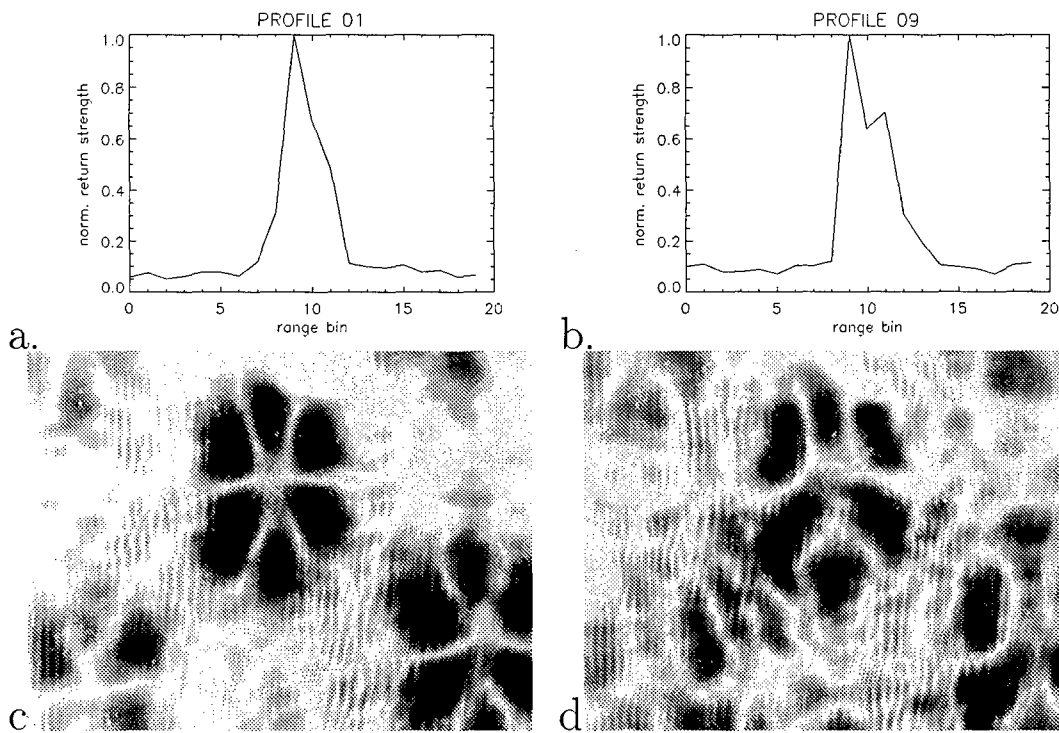 PROFILE 01
1.0
0.8
0.6
0.4
0.2
0.0
norm. return strength
0 5 10 15 20
range bin
a.
PROFILE 09
1.0
0.8
0.6
0.4
0.2
0.0
norm. return strength
0 5 10 15 20
range bin
b.
c
d